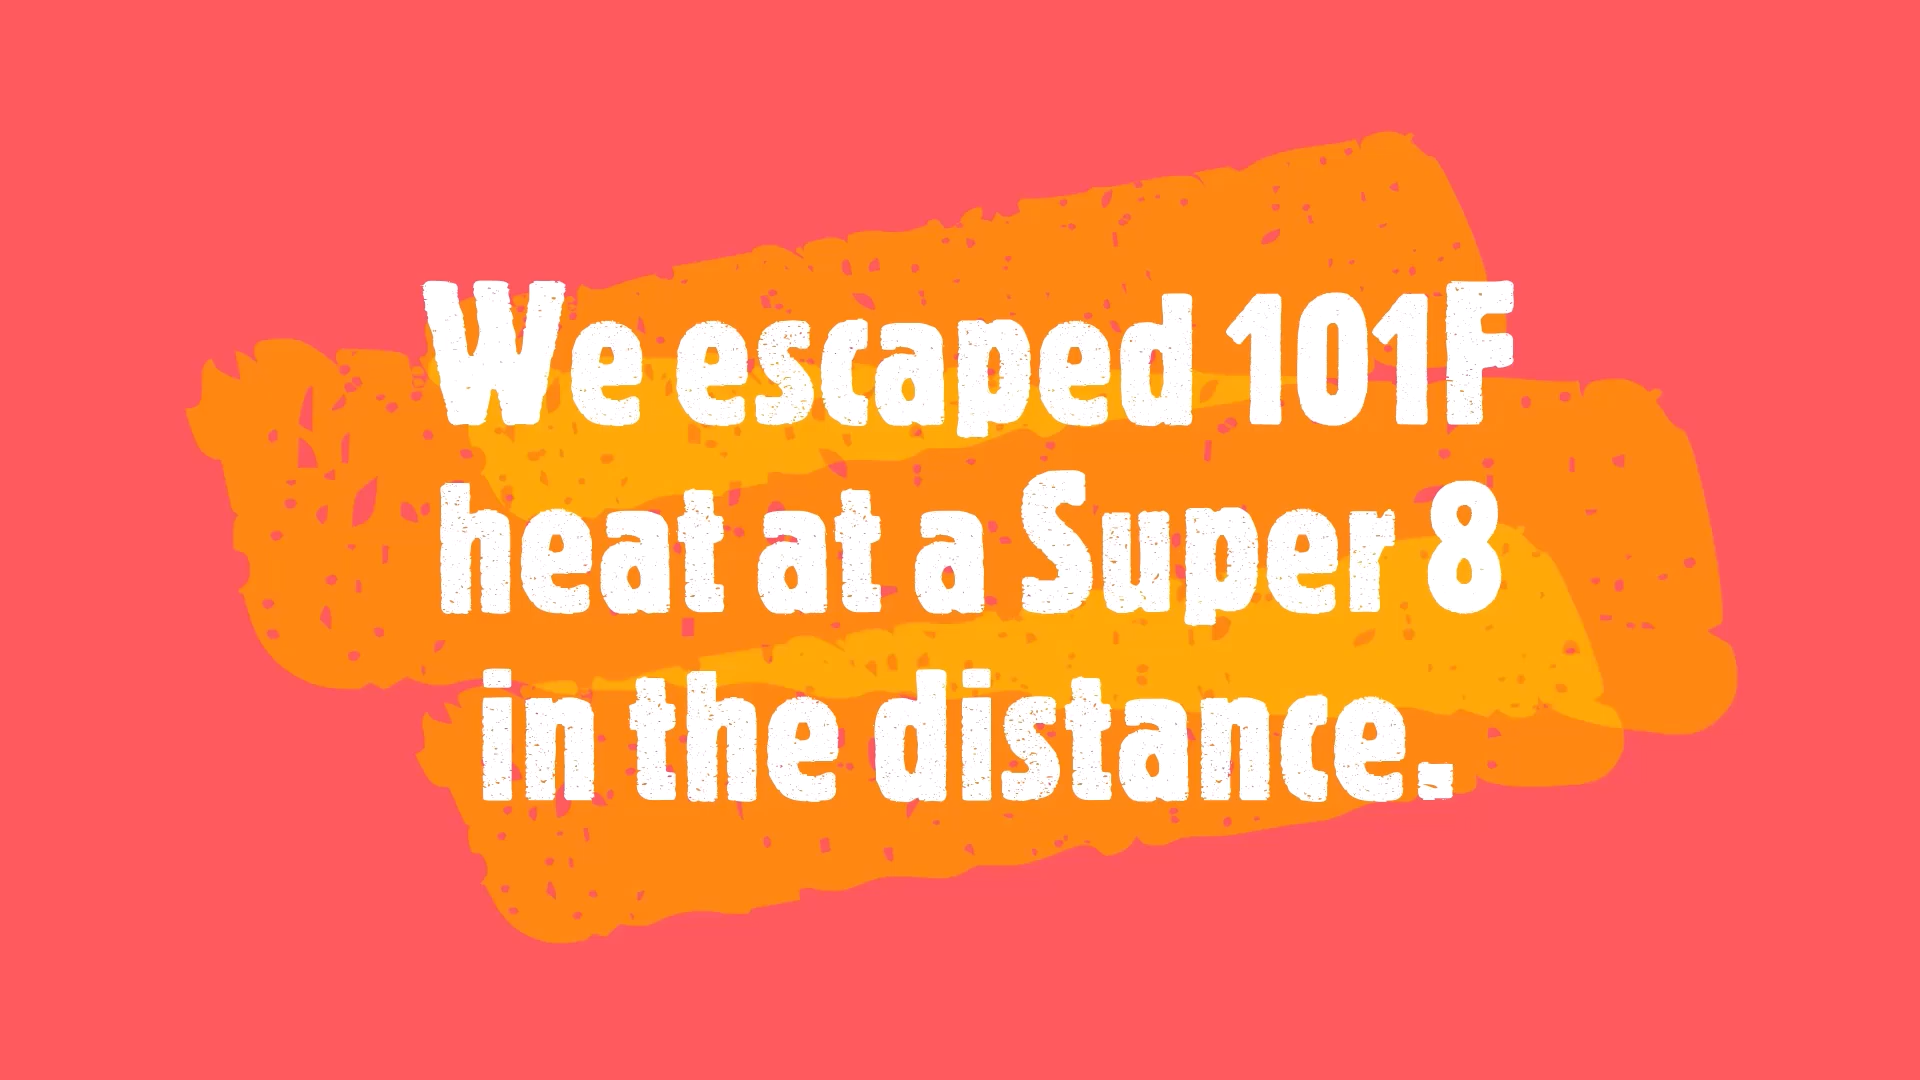 We escaped 101F
heat at a Super 8
in the distance.